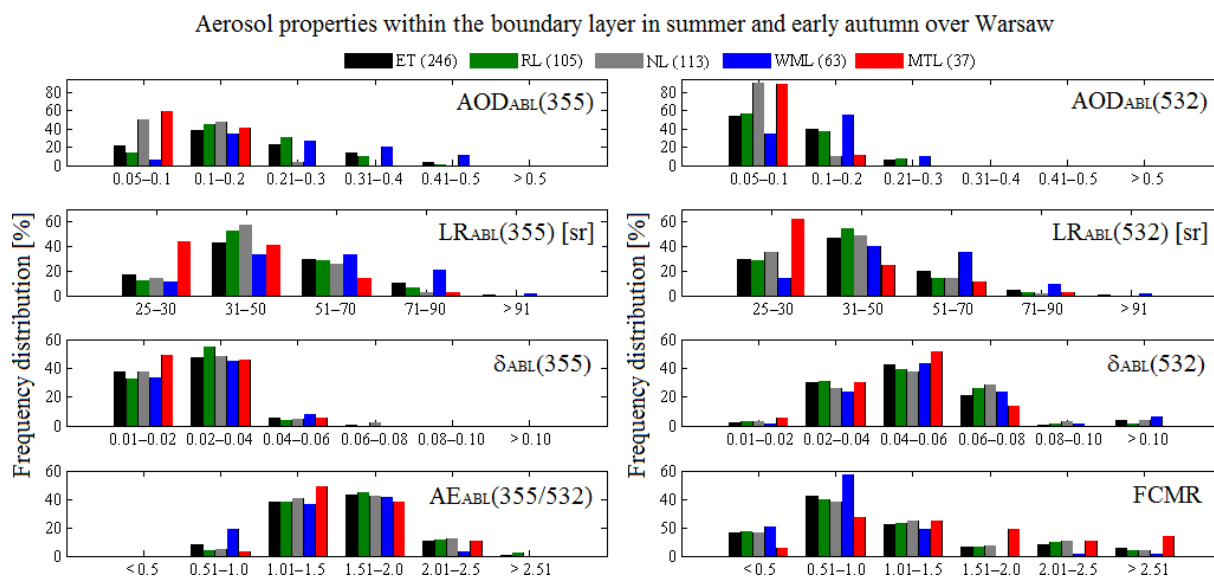 Aerosol properties within the boundary layer in summer and early autumn over Warsaw
ET (246) RL (105) NL (113) WML (63) MTL (37)
Frequency distribution [%]
AODABL(355)
80
60
40
20
0
0.05–0.1 0.1–0.2 0.21–0.3 0.31–0.4 0.41–0.5 > 0.5
LRABL(355) [sr]
80
60
40
20
0
25–30 31–50 51–70 71–90 > 91
δABL(355)
60
40
20
0
0.01–0.02 0.02–0.04 0.04–0.06 0.06–0.08 0.08–0.10 > 0.10
AEABL(355/532)
60
40
20
0
< 0.5 0.51–1.0 1.01–1.5 1.51–2.0 2.01–2.5 > 2.51
Frequency distribution [%]
AODABL(532)
80
60
40
20
0
0.05–0.1 0.1–0.2 0.21–0.3 0.31–0.4 0.41–0.5 > 0.5
LRABL(532) [sr]
80
60
40
20
0
25–30 31–50 51–70 71–90 > 91
δABL(532)
60
40
20
0
0.01–0.02 0.02–0.04 0.04–0.06 0.06–0.08 0.08–0.10 > 0.10
FCMR
60
20
0
< 0.5 0.51–1.0 1.01–1.5 1.51–2.0 2.01–2.5 > 2.51